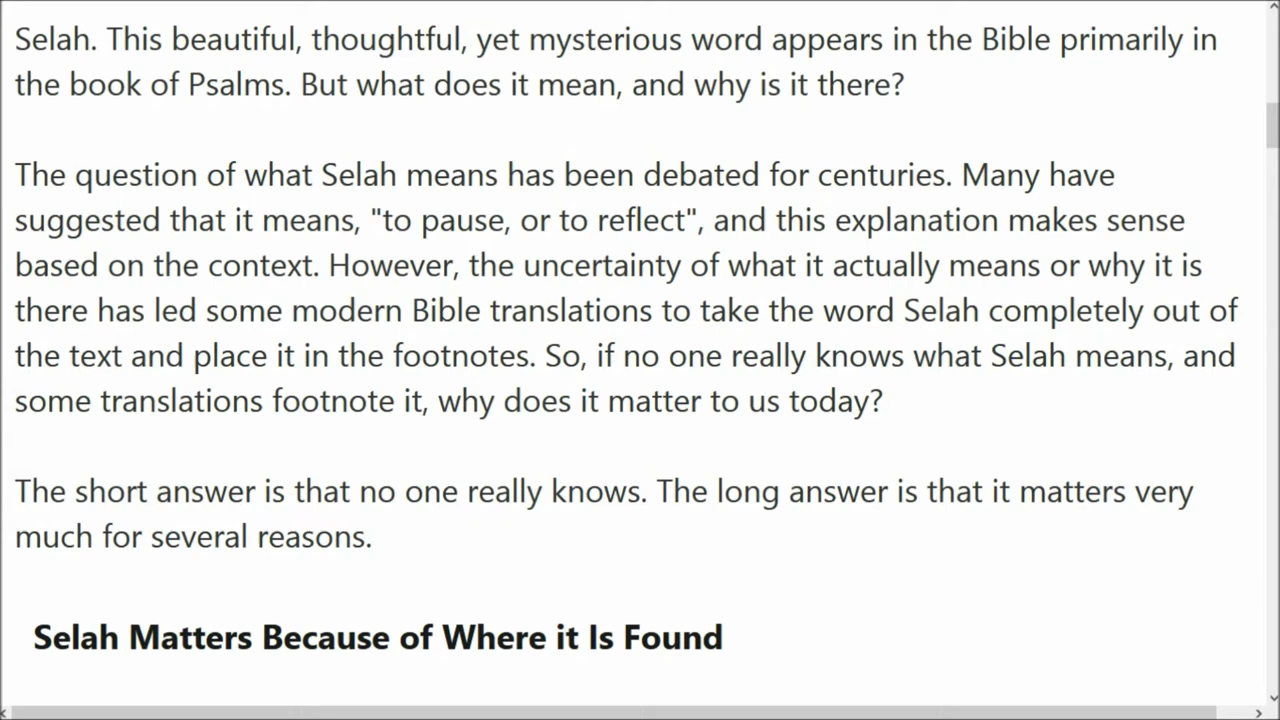 Selah. This beautiful, thoughtful, yet mysterious word appears in the Bible primarily in
the book of Psalms. But what does it mean, and why is it there?
The question of what Selah means has been debated for centuries. Many have
suggested that it means, "to pause, or to reflect", and this explanation makes sense
based on the context. However, the uncertainty of what it actually means or why it is
there has led some modern Bible translations to take the word Selah completely out of
the text and place it in the footnotes. So, if no one really knows what Selah means, and
some translations footnote it, why does it matter to us today?
The short answer is that no one really knows. The long answer is that it matters very
much for several reasons.
Selah Matters Because of Where it Is Found